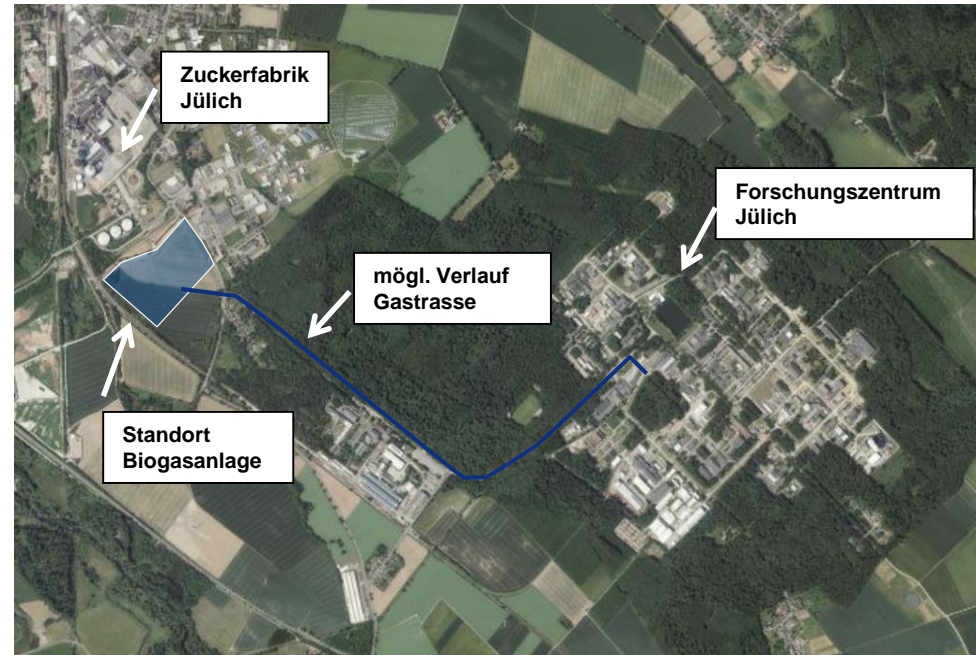 Zuckerfabrik
Jülich
Forschungszentrum
Jülich
mögl. Verlauf
Gastrasse
Standort
Biogasanlage